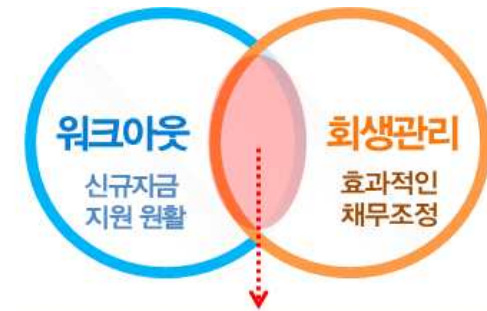 워크아웃
신규자금
지원 원활
회생관리
효과적인
채무조정